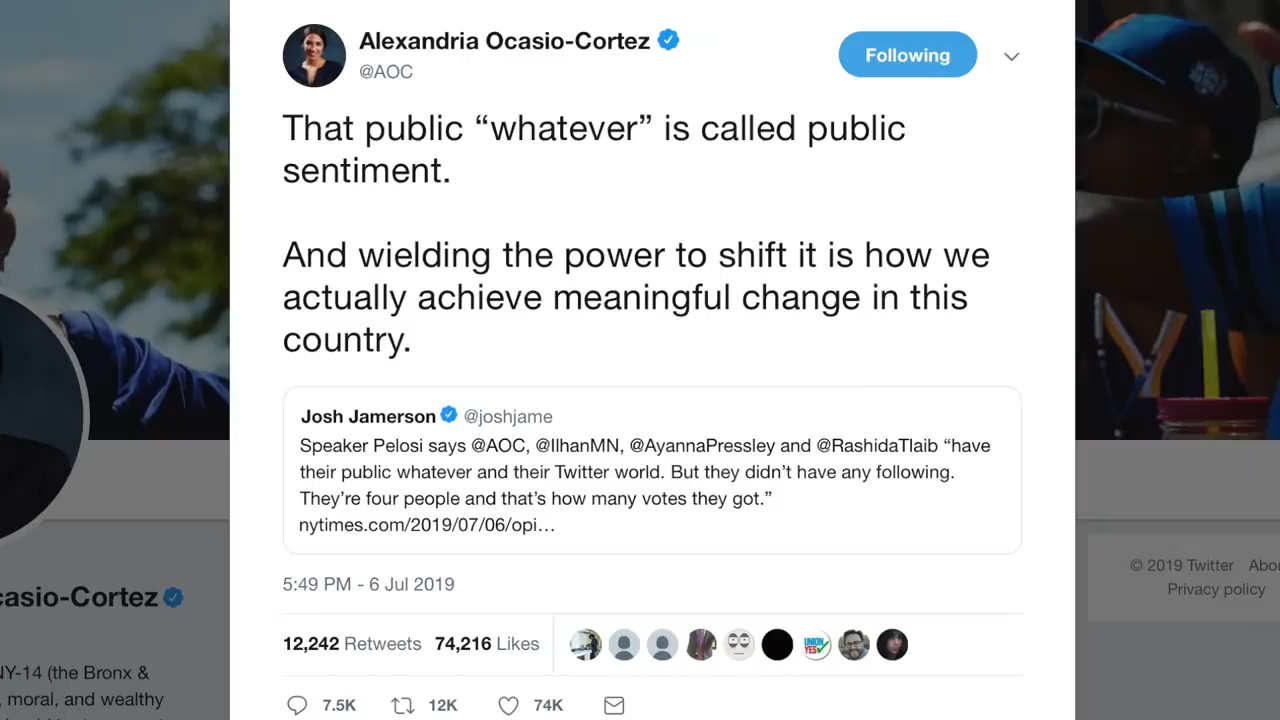 Alexandria Ocasio-Cortez
@AOC
Following
That public “whatever” is called public
sentiment.
And wielding the power to shift it is how we
actually achieve meaningful change in this
country.
Josh Jamerson @joshjame
Speaker Pelosi says @AOC, @IlhanMN, @AyannaPressley and @RashidaTlaib “have
their public whatever and their Twitter world. But they didn’t have any following.
They’re four people and that’s how many votes they got.”
nytimes.com/2019/07/06/opi…
5:49 PM - 6 Jul 2019
12,242 Retweets 74,216 Likes
UNION YES
7.5K 12K 74K
casio-Cortez
NY-14 (the Bronx &
, moral, and wealthy
© 2019 Twitter Abou
Privacy policy